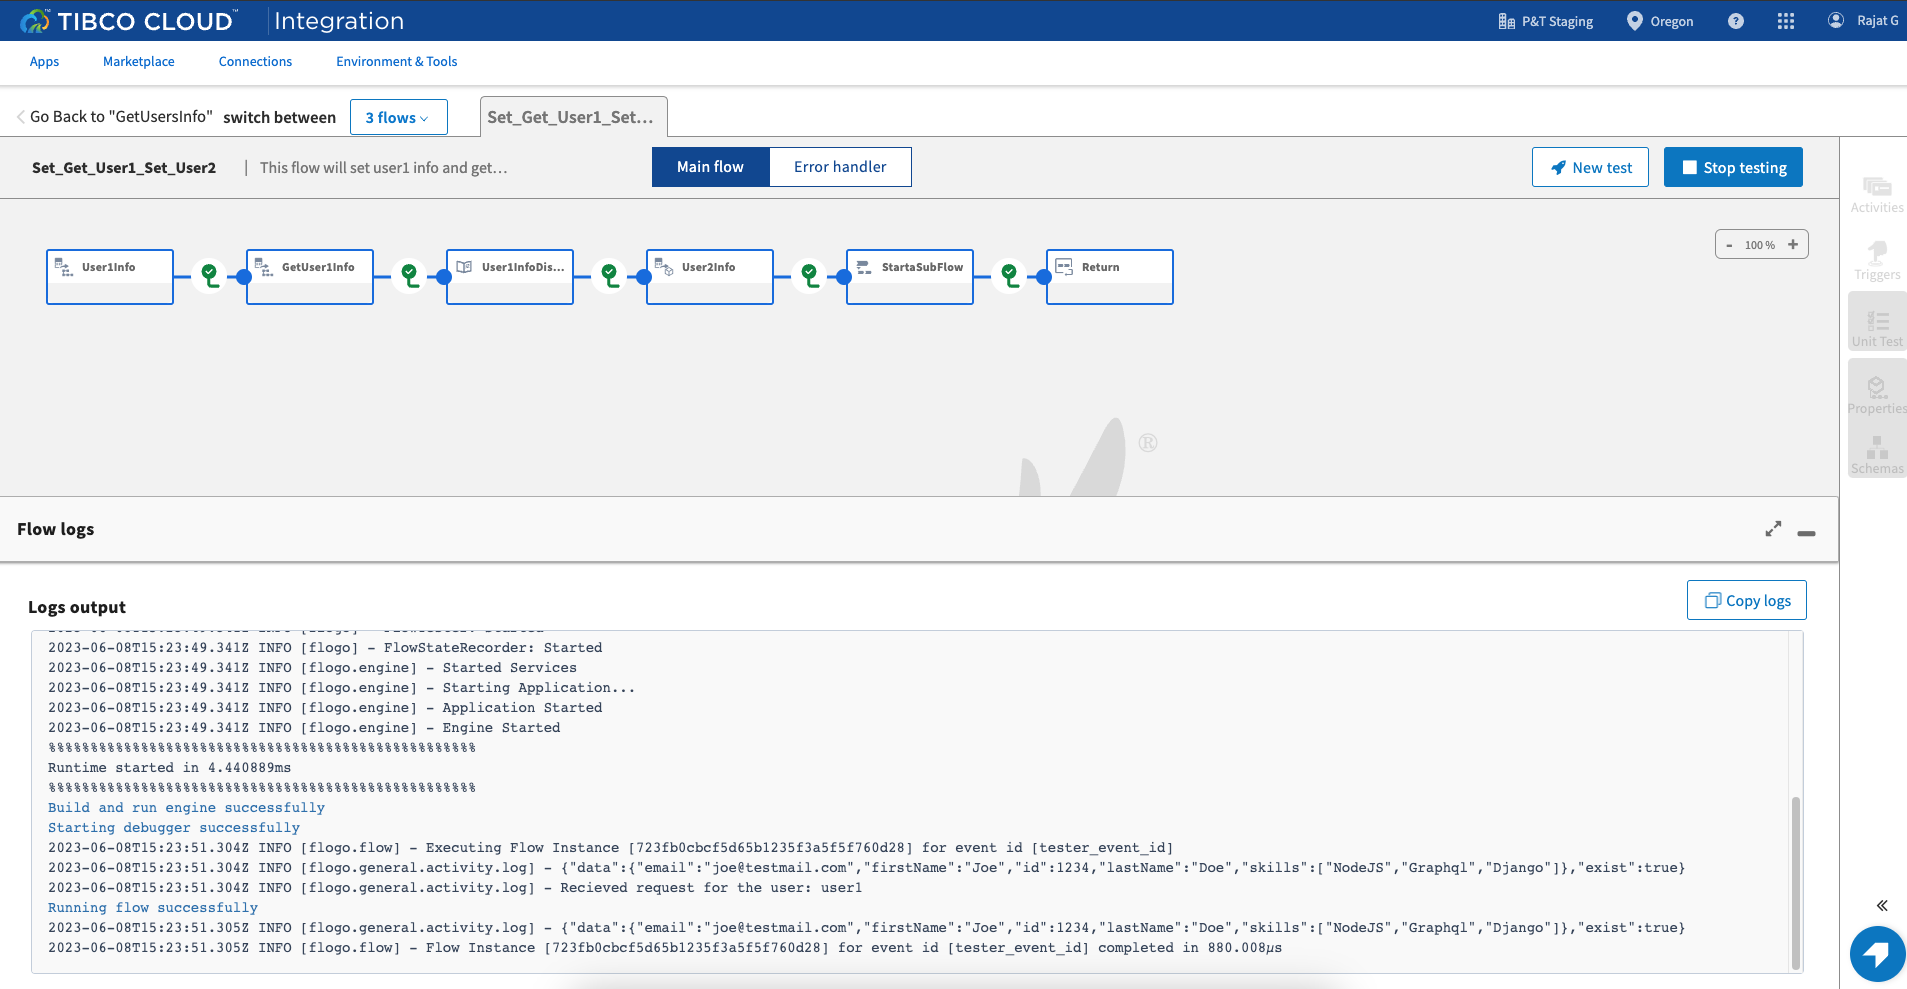 TIBCO CLOUD™ Integration
P&T Staging Oregon ? Rajat G
Apps Marketplace Connections Environment & Tools
Go Back to "GetUsersInfo" switch between 3 flows Set_Get_User1_Set...
Set_Get_User1_Set_User2 | This flow will set user1 info and get... Main flow Error handler New test Stop testing
Activities
- 100 % +
User1Info GetUser1Info User1InfoDis... User2Info StartaSubFlow Return
Triggers
Unit Test
Properties
®
Schemas
Flow logs
Logs output
Copy logs
2023-06-08T15:23:49.341Z INFO [flogo] - FlowStateRecorder: Started
2023-06-08T15:23:49.341Z INFO [flogo.engine] - Started Services
2023-06-08T15:23:49.341Z INFO [flogo.engine] - Starting Application...
2023-06-08T15:23:49.341Z INFO [flogo.engine] - Application Started
2023-06-08T15:23:49.341Z INFO [flogo.engine] - Engine Started
%%%%%%%%%%%%%%%%%%%%%%%%%%%%%%%%%%%%%%%%%%%%%%%%%%%
Runtime started in 4.440889ms
%%%%%%%%%%%%%%%%%%%%%%%%%%%%%%%%%%%%%%%%%%%%%%%%%%%
Build and run engine successfully
Starting debugger successfully
2023-06-08T15:23:51.304Z INFO [flogo.flow] - Executing Flow Instance [723fb0cbcf5d65b1235f3a5f5f760d28] for event id [tester_event_id]
2023-06-08T15:23:51.304Z INFO [flogo.general.activity.log] - {"data":{"email":"joe@testmail.com","firstName":"Joe","id":1234,"lastName":"Doe","skills":["NodeJS","Graphql","Django"]},"exist":true}
2023-06-08T15:23:51.304Z INFO [flogo.general.activity.log] - Recieved request for the user: user1
Running flow successfully
2023-06-08T15:23:51.305Z INFO [flogo.general.activity.log] - {"data":{"email":"joe@testmail.com","firstName":"Joe","id":1234,"lastName":"Doe","skills":["NodeJS","Graphql","Django"]},"exist":true}
2023-06-08T15:23:51.305Z INFO [flogo.flow] - Flow Instance [723fb0cbcf5d65b1235f3a5f5f760d28] for event id [tester_event_id] completed in 880.008µs